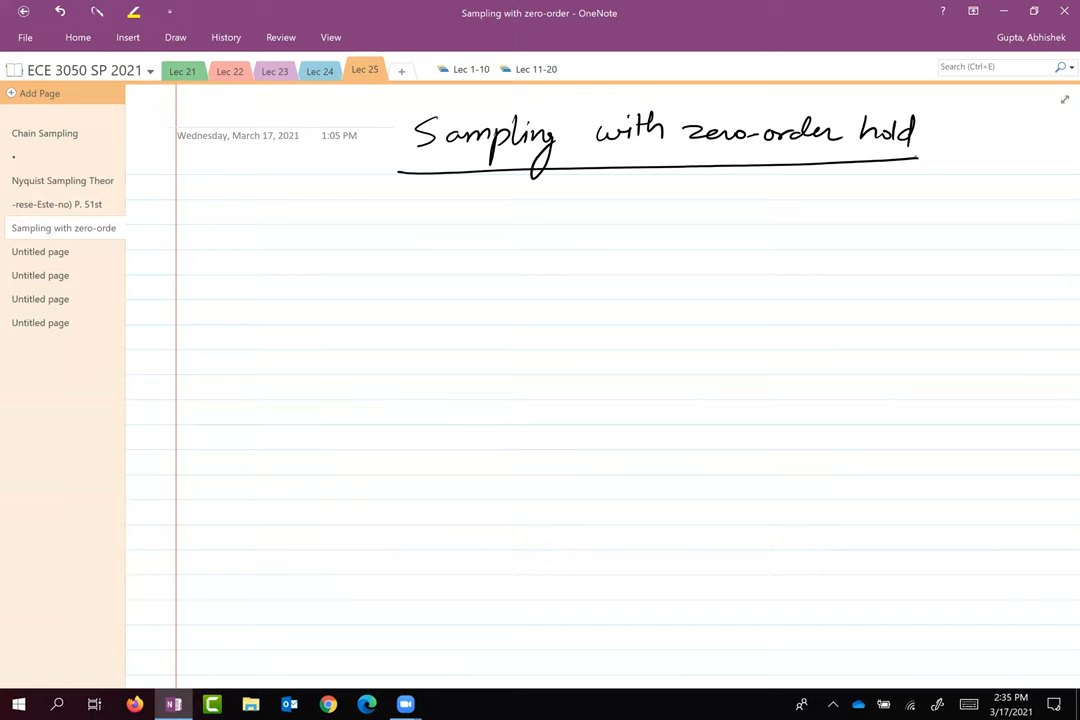 Sampling with zero-order - OneNote
File Home Insert Draw History Review View
Gupta, Abhishek
ECE 3050 SP 2021
Lec 21
Lec 22
Lec 23
Lec 24
Lec 25
Lec 1-10
Lec 11-20
Search (Ctrl+E)
Add Page
Chain Sampling
Nyquist Sampling Theor
-rese-Este-no) P. 51st
Sampling with zero-orde
Untitled page
Untitled page
Untitled page
Untitled page
Wednesday, March 17, 2021 1:05 PM
Sampling with zero-order hold
2:35 PM
3/17/2021